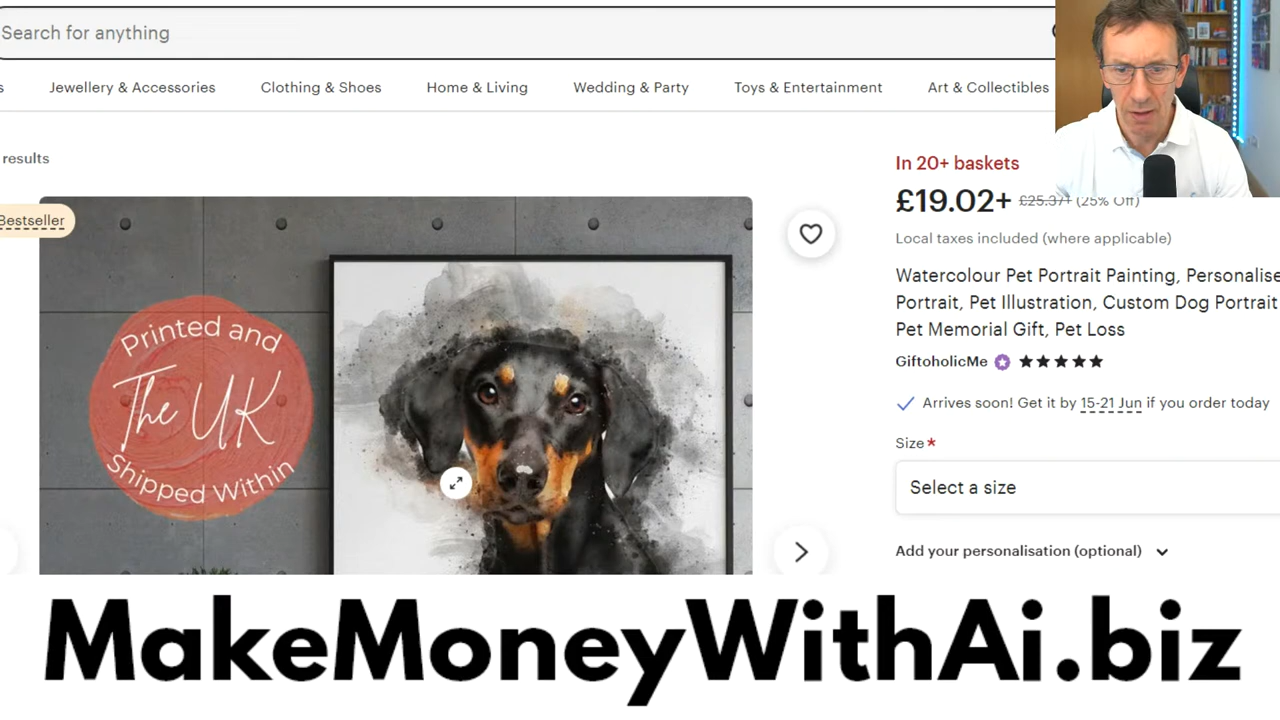 Search for anything
s Jewellery & Accessories Clothing & Shoes Home & Living Wedding & Party Toys & Entertainment Art & Collectibles
results
In 20+ baskets
Bestseller
£19.02+ £25.37+ (25% Off)
Local taxes included (where applicable)
Watercolour Pet Portrait Painting, Personalise
Portrait, Pet Illustration, Custom Dog Portrait
Pet Memorial Gift, Pet Loss
Printed and
The UK
Shipped Within
GiftoholicMe
Arrives soon! Get it by 15-21 Jun if you order today
Size*
Select a size
Add your personalisation (optional)
MakeMoneyWithAi.biz